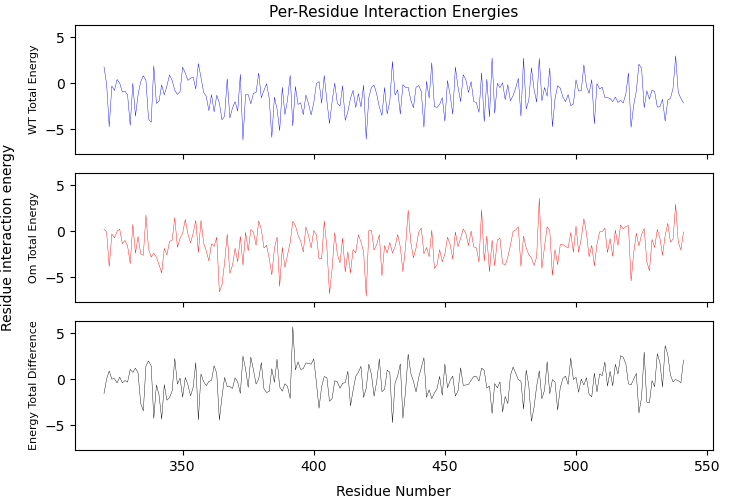 Per-Residue Interaction Energies
Residue interaction energy
WT Total Energy
5
0
−5
Om Total Energy
5
0
−5
Energy Total Difference
5
0
−5
350
400
450
500
550
Residue Number